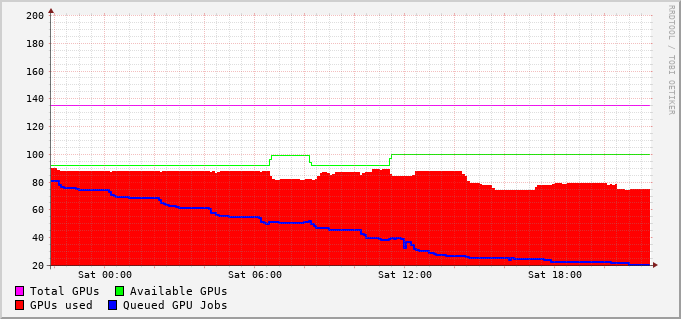 RRDTOOL / TOBI OETIKER
200
180
160
140
120
100
80
60
40
20
Sat 00:00 Sat 06:00 Sat 12:00 Sat 18:00
Total GPUs Available GPUs
GPUs used Queued GPU Jobs